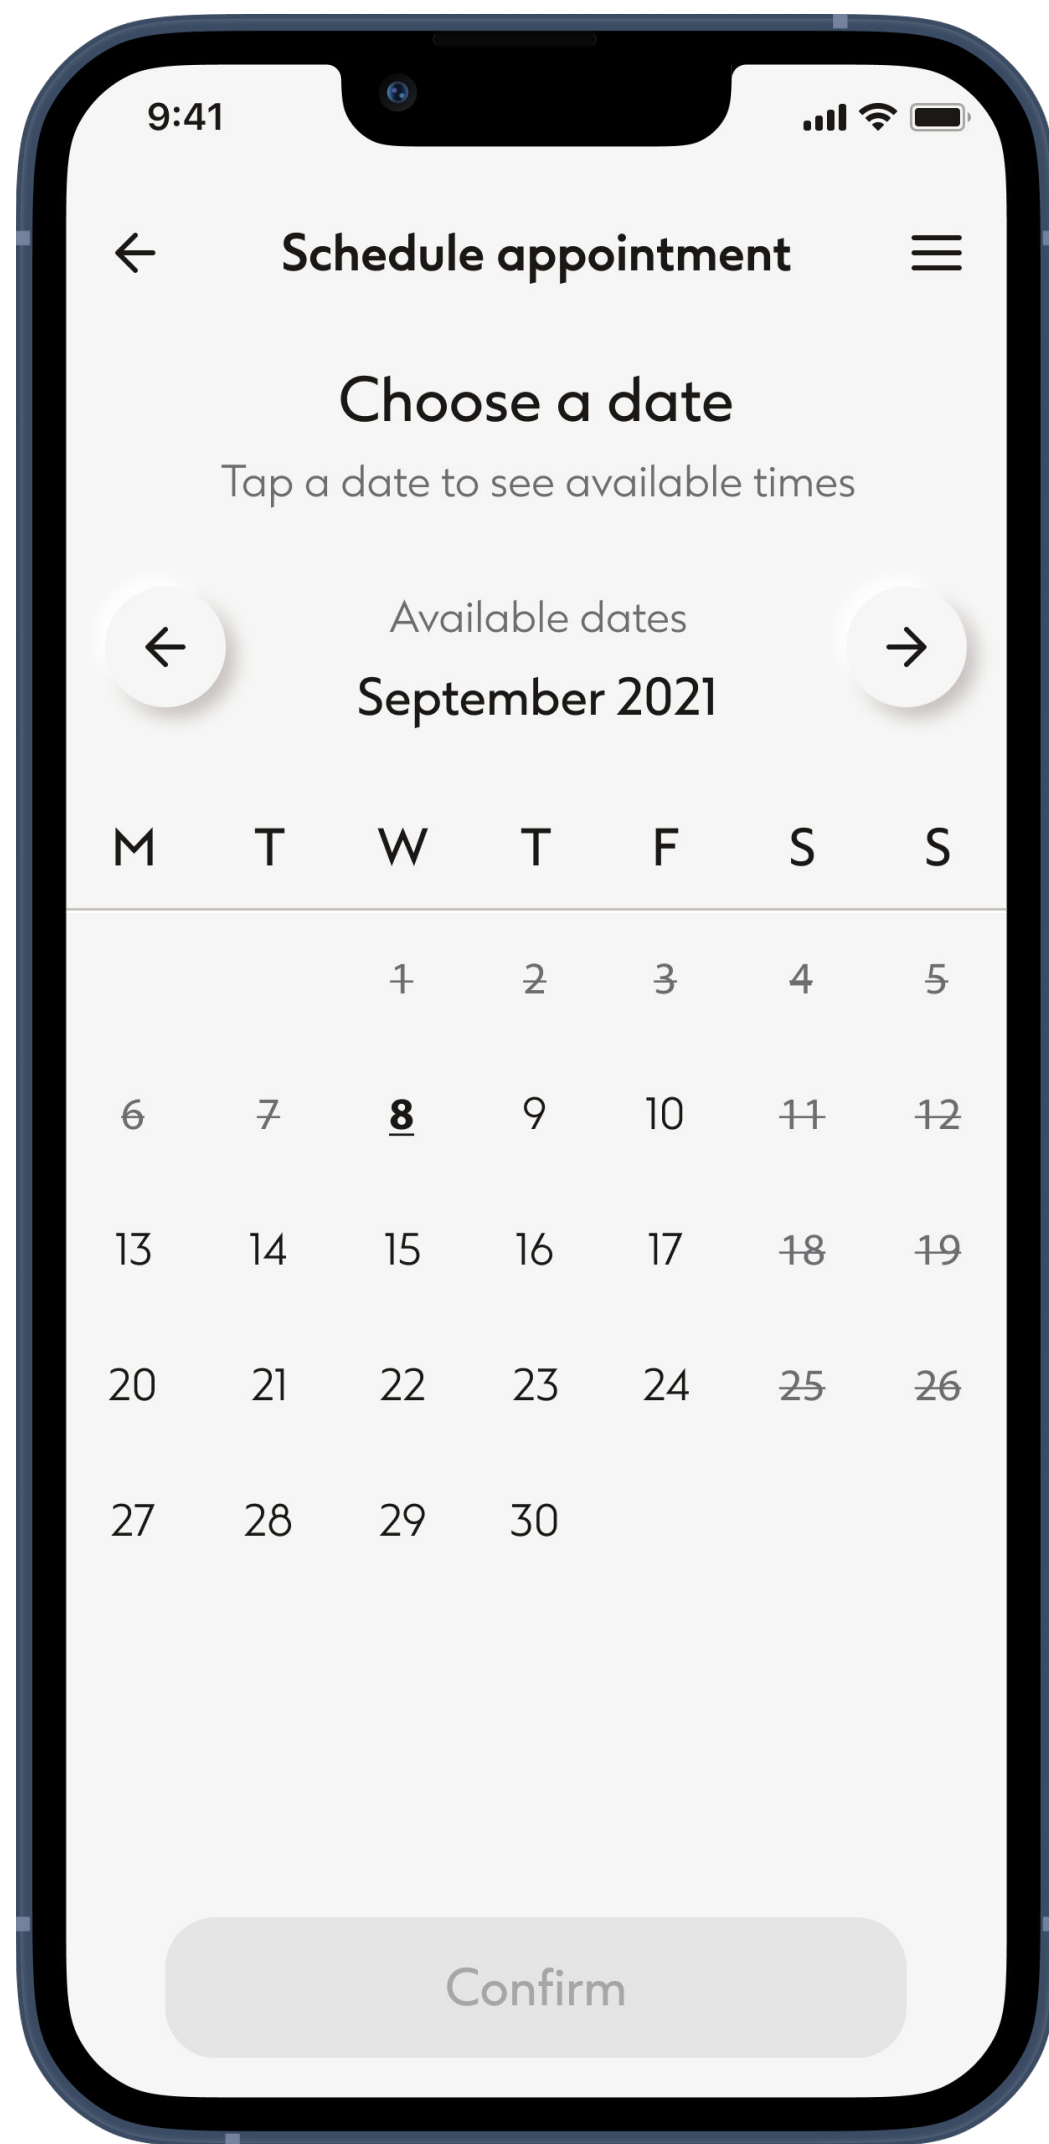 9:41
Schedule appointment
Choose a date
Tap a date to see available times
Available dates
September 2021
M T W T F S S
1 2 3 4 5
6 7 8 9 10 11 12
13 14 15 16 17 18 19
20 21 22 23 24 25 26
27 28 29 30
Confirm